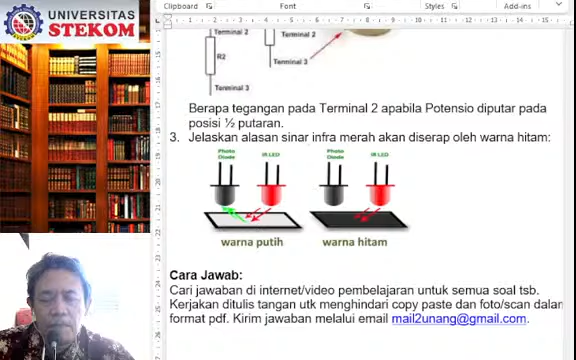 UNIVERSITAS
STEKOM
Clipboard
Font
Styles
Add-ins
Terminal 2
R2
Terminal 3
Terminal 2
Terminal 3
Berapa tegangan pada Terminal 2 apabila Potensio diputar pada
posisi ½ putaran.
3. Jelaskan alasan sinar infra merah akan diserap oleh warna hitam:
Photo Diode
IR LED
Photo Diode
IR LED
warna putih
warna hitam
Cara Jawab:
Cari jawaban di internet/video pembelajaran untuk semua soal tsb.
Kerjakan ditulis tangan utk menghindari copy paste dan foto/scan dalam
format pdf. Kirim jawaban melalui email mail2unang@gmail.com.